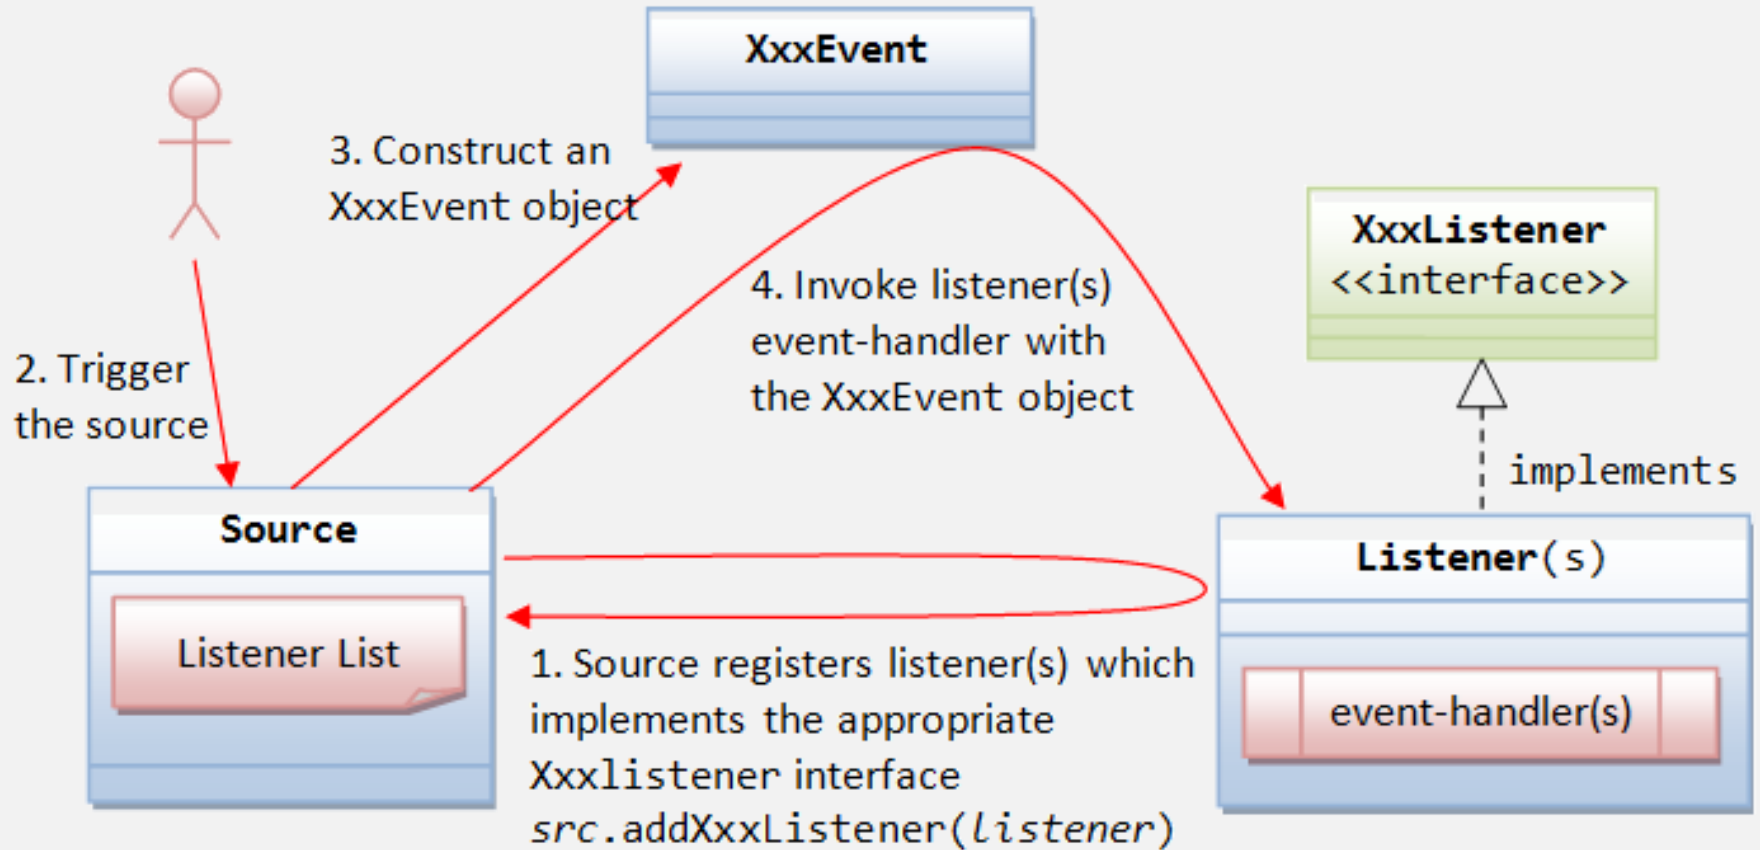 XxxEvent
3. Construct an
XxxEvent object
XxxListener
<<interface>>
4. Invoke listener(s)
event-handler with
the XxxEvent object
2. Trigger
the source
implements
Source
Listener(s)
Listener List
event-handler(s)
1. Source registers listener(s) which
implements the appropriate
Xxxlistener interface
src.addXxxListener(listener)